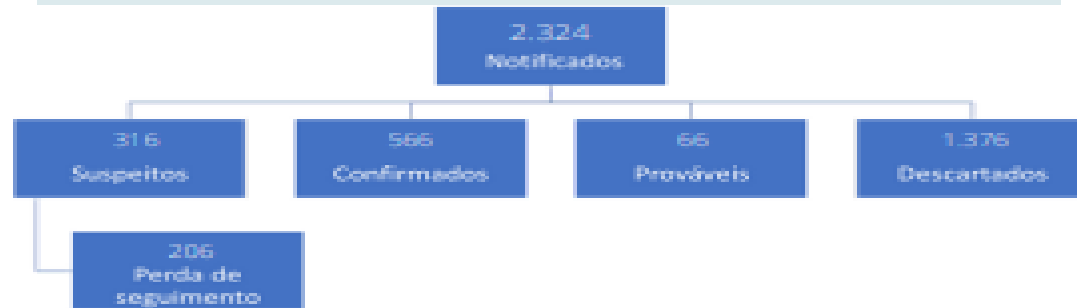 2.324
Notificados
316
Suspeitos
566
Confirmados
66
Prováveis
1.376
Descartados
206
Perda de
seguimento